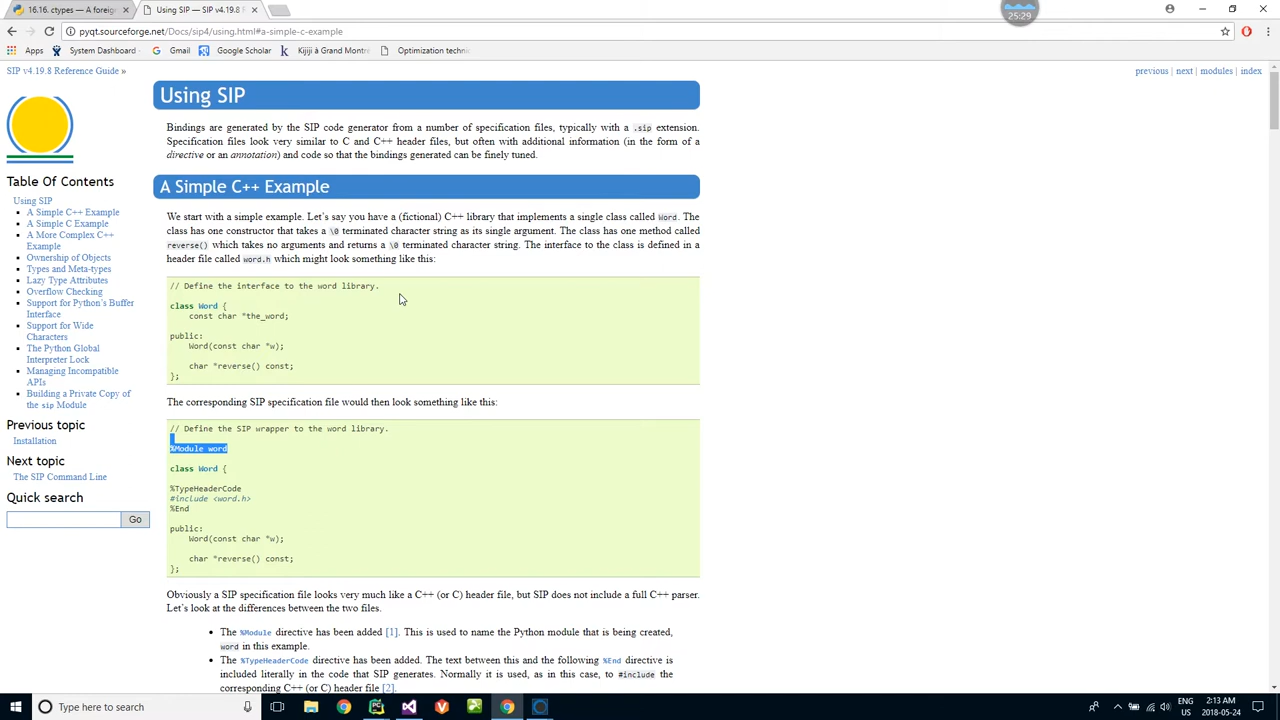 16.16. ctypes — A foreig
Using SIP — SIP v4.19.8 R
25:29
pyqt.sourceforge.net/Docs/sip4/using.html#a-simple-c-example
Apps
System Dashboard -
Gmail
Google Scholar
Kijiji à Grand Montré
Optimization technic
SIP v4.19.8 Reference Guide »
previous | next | modules | index
Using SIP
Bindings are generated by the SIP code generator from a number of specification files, typically with a .sip extension.
Specification files look very similar to C and C++ header files, but often with additional information (in the form of a
directive or an annotation) and code so that the bindings generated can be finely tuned.
Table Of Contents
Using SIP
A Simple C++ Example
A Simple C Example
A More Complex C++
Example
Ownership of Objects
Types and Meta-types
Lazy Type Attributes
Overflow Checking
Support for Python's Buffer
Interface
Support for Wide
Characters
The Python Global
Interpreter Lock
Managing Incompatible
APIs
Building a Private Copy of
the sip Module
Previous topic
Installation
Next topic
The SIP Command Line
Quick search
Go
A Simple C++ Example
We start with a simple example. Let's say you have a (fictional) C++ library that implements a single class called Word. The
class has one constructor that takes a \0 terminated character string as its single argument. The class has one method called
reverse() which takes no arguments and returns a \0 terminated character string. The interface to the class is defined in a
header file called word.h which might look something like this:
// Define the interface to the word library.
class Word {
const char *the_word;
public:
Word(const char *w);
char *reverse() const;
};
The corresponding SIP specification file would then look something like this:
// Define the SIP wrapper to the word library.
%Module word
class Word {
%TypeHeaderCode
#include <word.h>
%End
public:
Word(const char *w);
char *reverse() const;
};
Obviously a SIP specification file looks very much like a C++ (or C) header file, but SIP does not include a full C++ parser.
Let's look at the differences between the two files.
The %Module directive has been added [1]. This is used to name the Python module that is being created,
word in this example.
The %TypeHeaderCode directive has been added. The text between this and the following %End directive is
included literally in the code that SIP generates. Normally it is used, as in this case, to #include the
corresponding C++ (or C) header file [2].
Type here to search
ENG
US
2:13 AM
2018-05-24